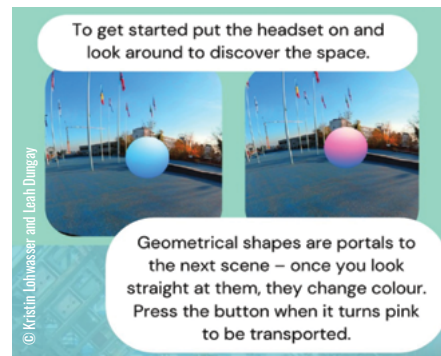 To get started put the headset on and
look around to discover the space.
© Kristin Lohwasser and Leah Dungay
Geometrical shapes are portals to
the next scene – once you look
straight at them, they change colour.
Press the button when it turns pink
to be transported.